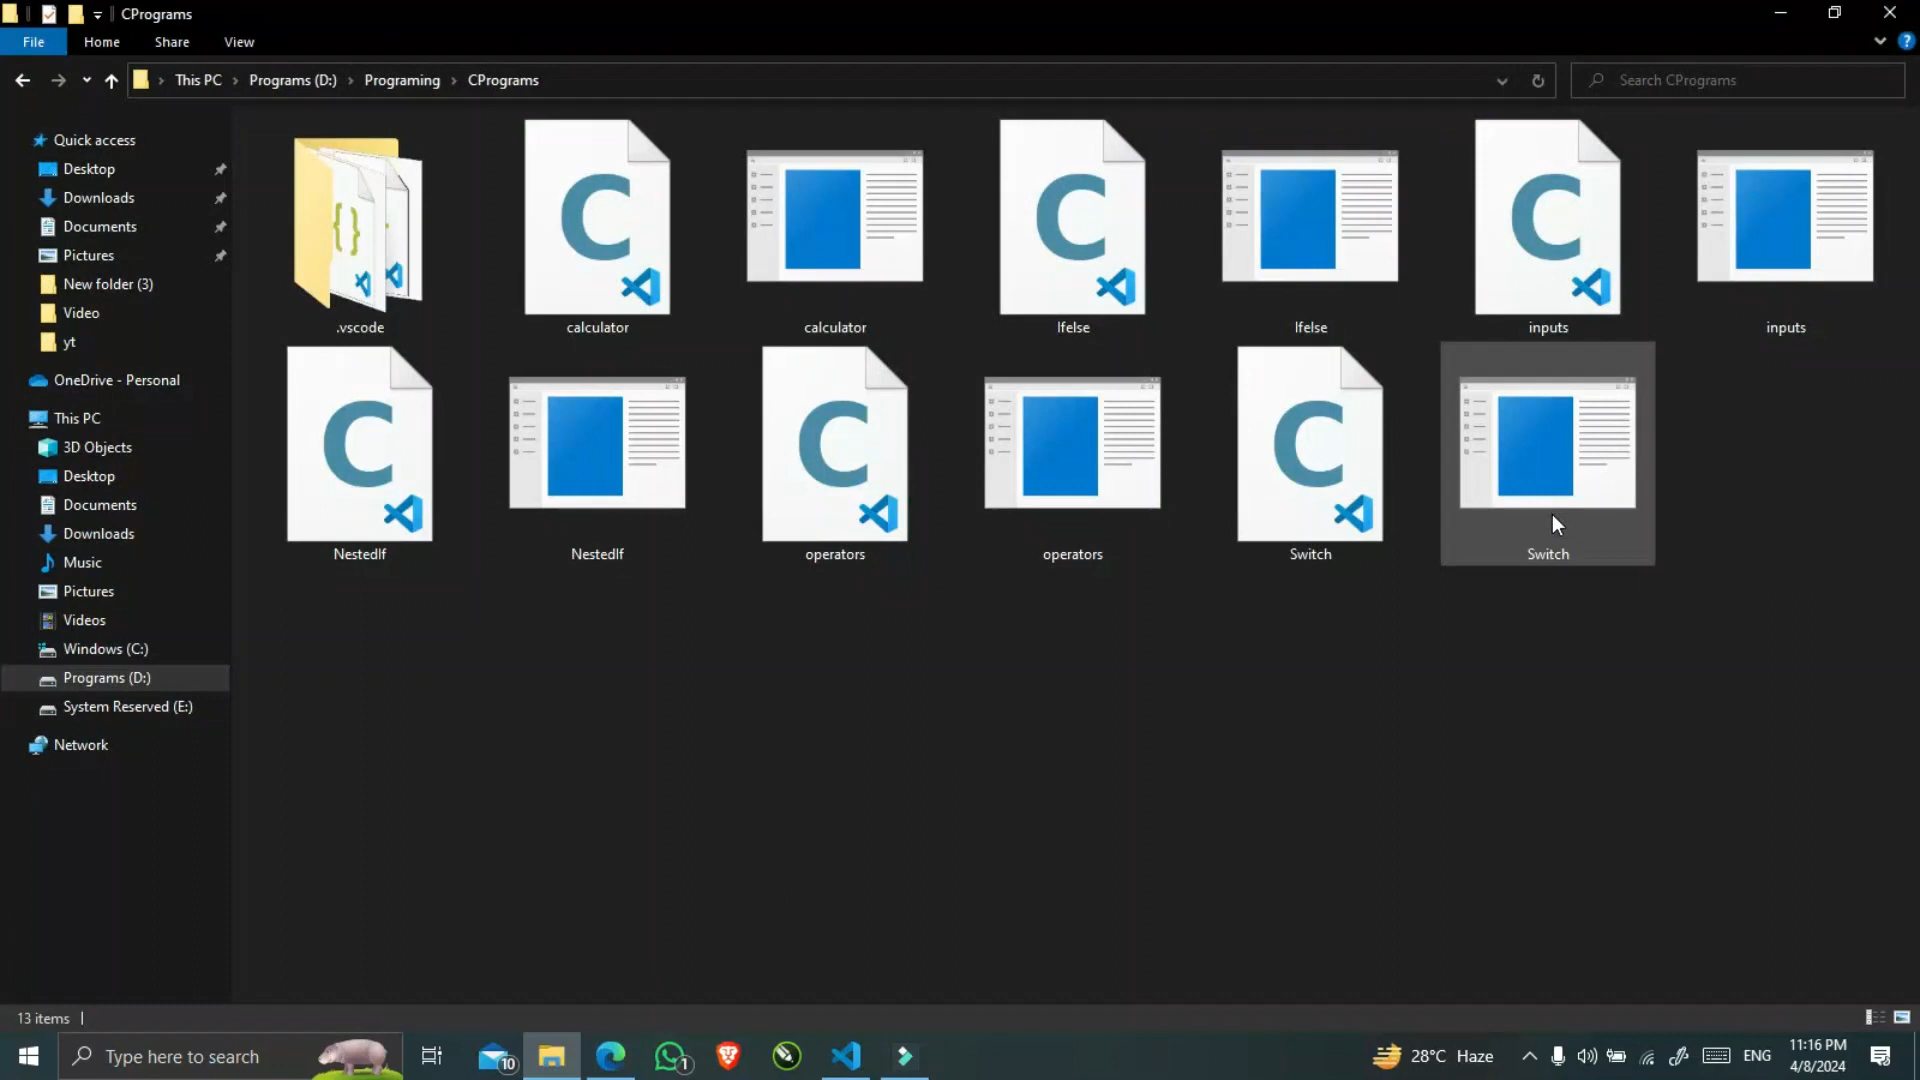 CPrograms
File Home Share View
This PC Programs (D:) Programing CPrograms
Search CPrograms
Quick access
Desktop
Downloads
Documents
Pictures
New folder (3)
Video
yt
OneDrive - Personal
This PC
3D Objects
Desktop
Documents
Downloads
Music
Pictures
Videos
Windows (C:)
Programs (D:)
System Reserved (E:)
Network
.vscode calculator calculator Ifelse Ifelse inputs inputs
NestedIf NestedIf operators operators Switch Switch
13 items
Type here to search
10
1
28°C Haze
ENG
11:16 PM
4/8/2024